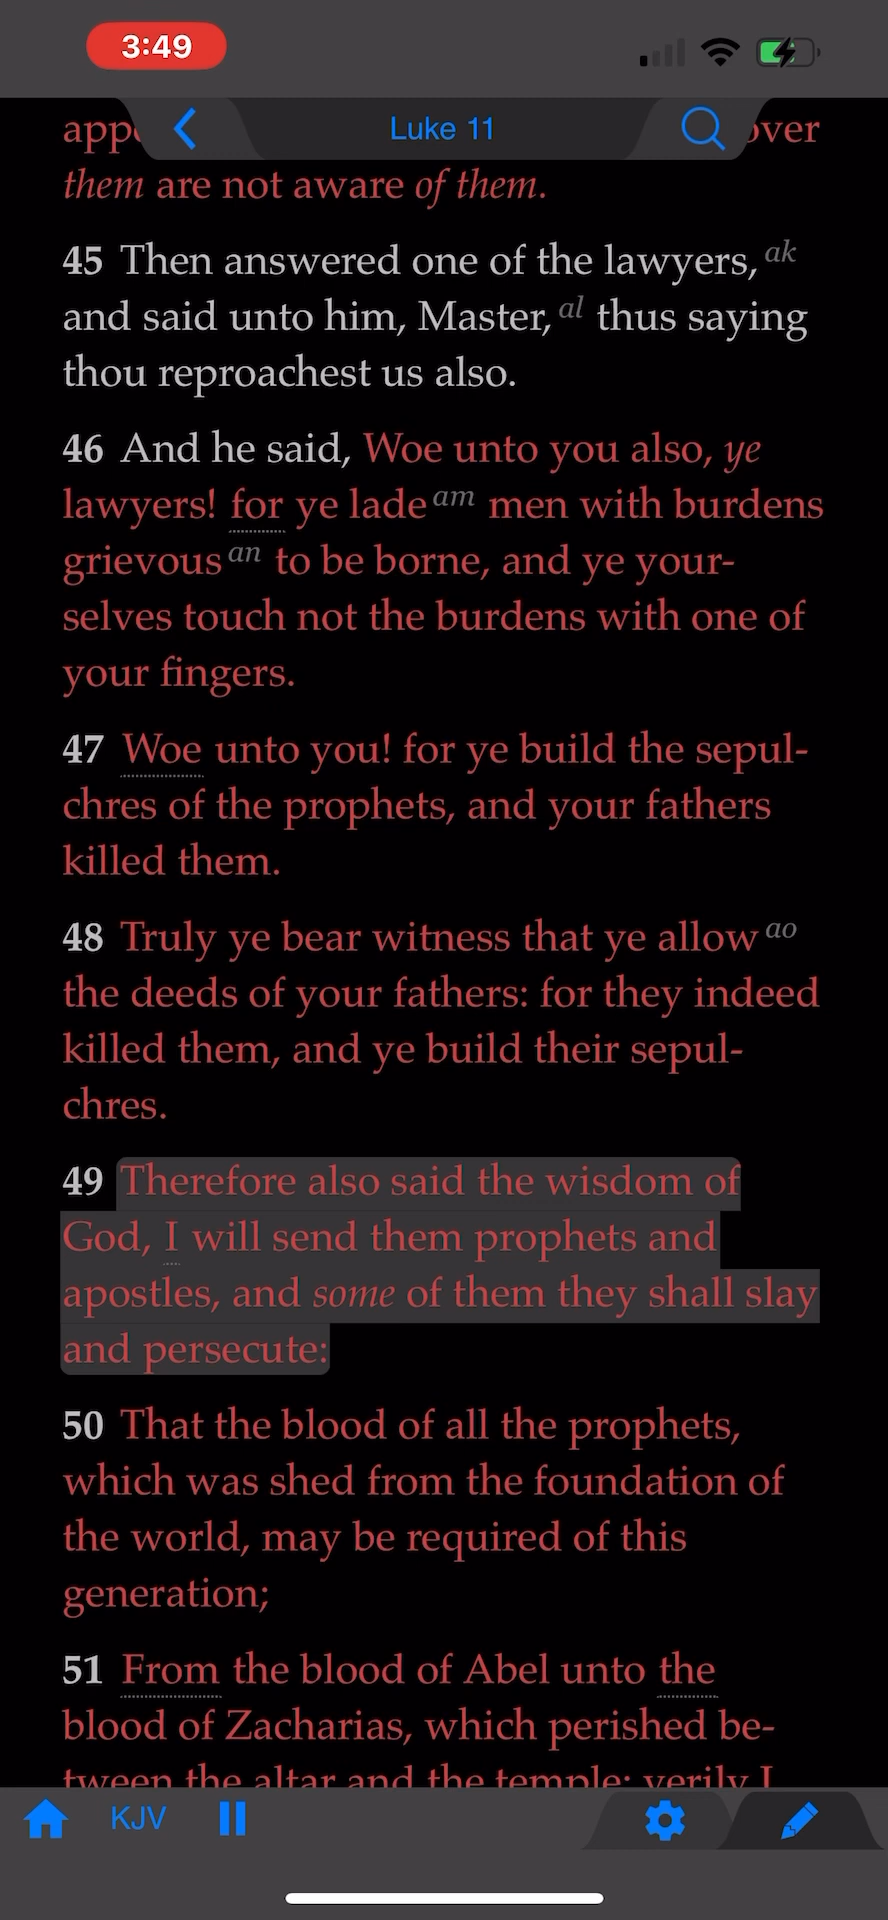 3:49
Luke 11
over
them are not aware of them.
45 Then answered one of the lawyers, ak
and said unto him, Master, al thus saying
thou reproachest us also.
46 And he said, Woe unto you also, ye
lawyers! for ye lade am men with burdens
grievous an to be borne, and ye your-
selves touch not the burdens with one of
your fingers.
47 Woe unto you! for ye build the sepul-
chres of the prophets, and your fathers
killed them.
48 Truly ye bear witness that ye allow ao
the deeds of your fathers: for they indeed
killed them, and ye build their sepul-
chres.
49 Therefore also said the wisdom of
God, I will send them prophets and
apostles, and some of them they shall slay
and persecute:
50 That the blood of all the prophets,
which was shed from the foundation of
the world, may be required of this
generation;
51 From the blood of Abel unto the
blood of Zacharias, which perished be-
tween the altar and the temple: verily I
KJV